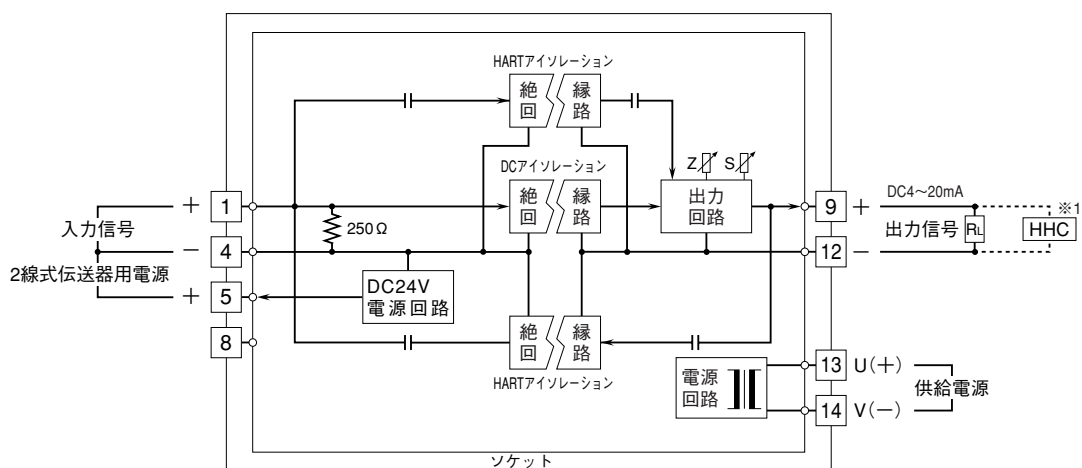 HARTアイソレーション
絶 縁
回 路
DCアイソレーション
Z S
絶 縁
回 路
出力
回路
250Ω
入力信号
2線式伝送器用電源
+ 1
− 4
+ 5
8
DC24V
電源回路
9 +
12 −
DC4〜20mA
出力信号
RL
※1
HHC
絶 縁
回 路
HARTアイソレーション
電源
回路
13 U(+)
14 V(−)
供給電源
ソケット